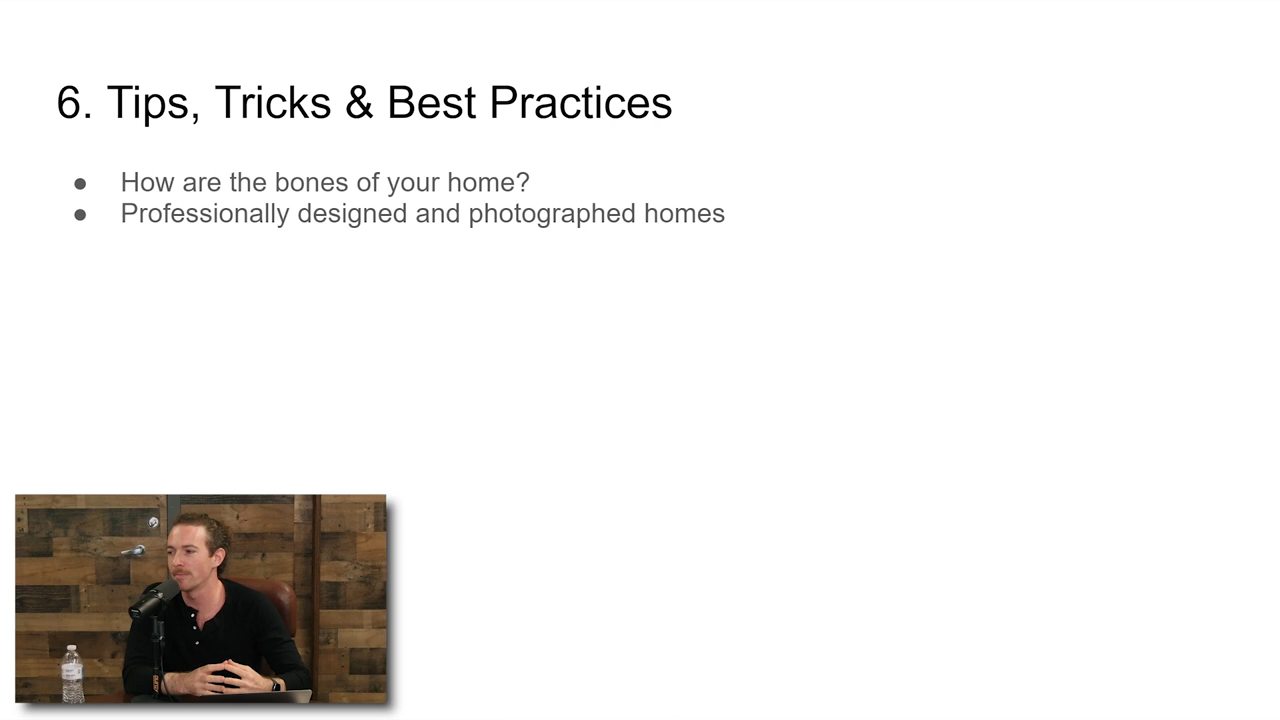 6. Tips, Tricks & Best Practices
● How are the bones of your home?
● Professionally designed and photographed homes